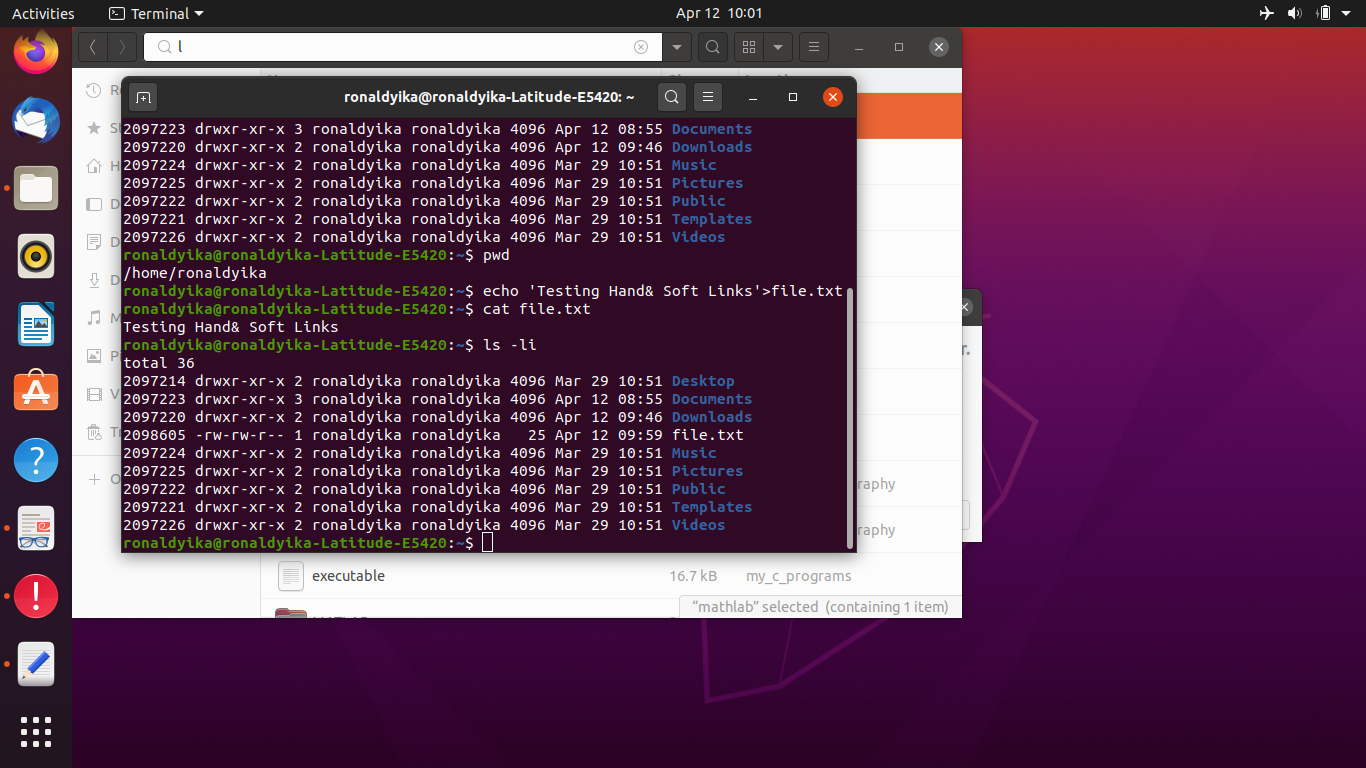 Activities
Terminal
Apr 12 10:01
l
ronaldyika@ronaldyika-Latitude-E5420: ~
2097223 drwxr-xr-x 3 ronaldyika ronaldyika 4096 Apr 12 08:55 Documents
2097220 drwxr-xr-x 2 ronaldyika ronaldyika 4096 Apr 12 09:46 Downloads
2097224 drwxr-xr-x 2 ronaldyika ronaldyika 4096 Mar 29 10:51 Music
2097225 drwxr-xr-x 2 ronaldyika ronaldyika 4096 Mar 29 10:51 Pictures
2097222 drwxr-xr-x 2 ronaldyika ronaldyika 4096 Mar 29 10:51 Public
2097221 drwxr-xr-x 2 ronaldyika ronaldyika 4096 Mar 29 10:51 Templates
2097226 drwxr-xr-x 2 ronaldyika ronaldyika 4096 Mar 29 10:51 Videos
ronaldyika@ronaldyika-Latitude-E5420:~$ pwd
/home/ronaldyika
ronaldyika@ronaldyika-Latitude-E5420:~$ echo 'Testing Hand& Soft Links'>file.txt
ronaldyika@ronaldyika-Latitude-E5420:~$ cat file.txt
Testing Hand& Soft Links
ronaldyika@ronaldyika-Latitude-E5420:~$ ls -li
total 36
2097214 drwxr-xr-x 2 ronaldyika ronaldyika 4096 Mar 29 10:51 Desktop
2097223 drwxr-xr-x 3 ronaldyika ronaldyika 4096 Apr 12 08:55 Documents
2097220 drwxr-xr-x 2 ronaldyika ronaldyika 4096 Apr 12 09:46 Downloads
2098605 -rw-rw-r-- 1 ronaldyika ronaldyika 25 Apr 12 09:59 file.txt
2097224 drwxr-xr-x 2 ronaldyika ronaldyika 4096 Mar 29 10:51 Music
2097225 drwxr-xr-x 2 ronaldyika ronaldyika 4096 Mar 29 10:51 Pictures
2097222 drwxr-xr-x 2 ronaldyika ronaldyika 4096 Mar 29 10:51 Public
2097221 drwxr-xr-x 2 ronaldyika ronaldyika 4096 Mar 29 10:51 Templates
2097226 drwxr-xr-x 2 ronaldyika ronaldyika 4096 Mar 29 10:51 Videos
ronaldyika@ronaldyika-Latitude-E5420:~$
raphy
raphy
executable 16.7 kB my_c_programs
“mathlab” selected (containing 1 item)